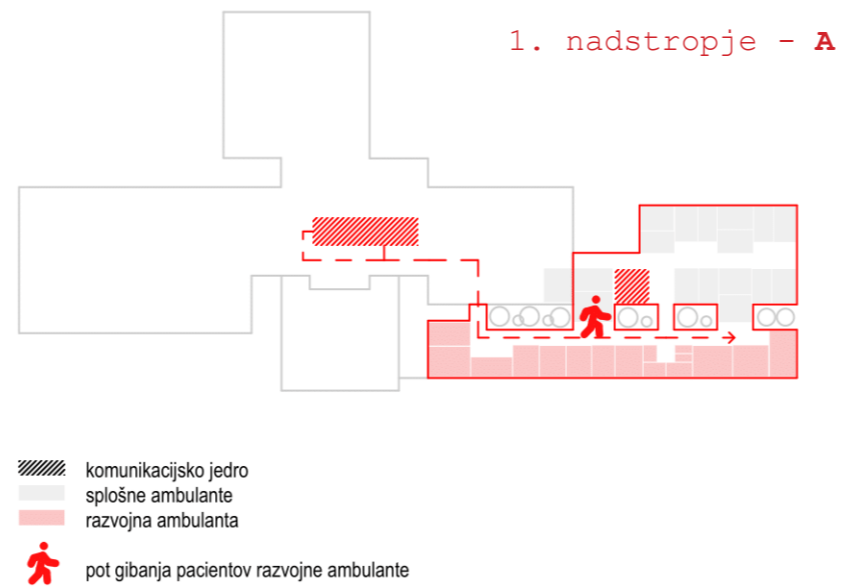 1. nadstropje - A
komunikacijsko jedro
splošne ambulante
razvojna ambulanta
pot gibanja pacientov razvojne ambulante